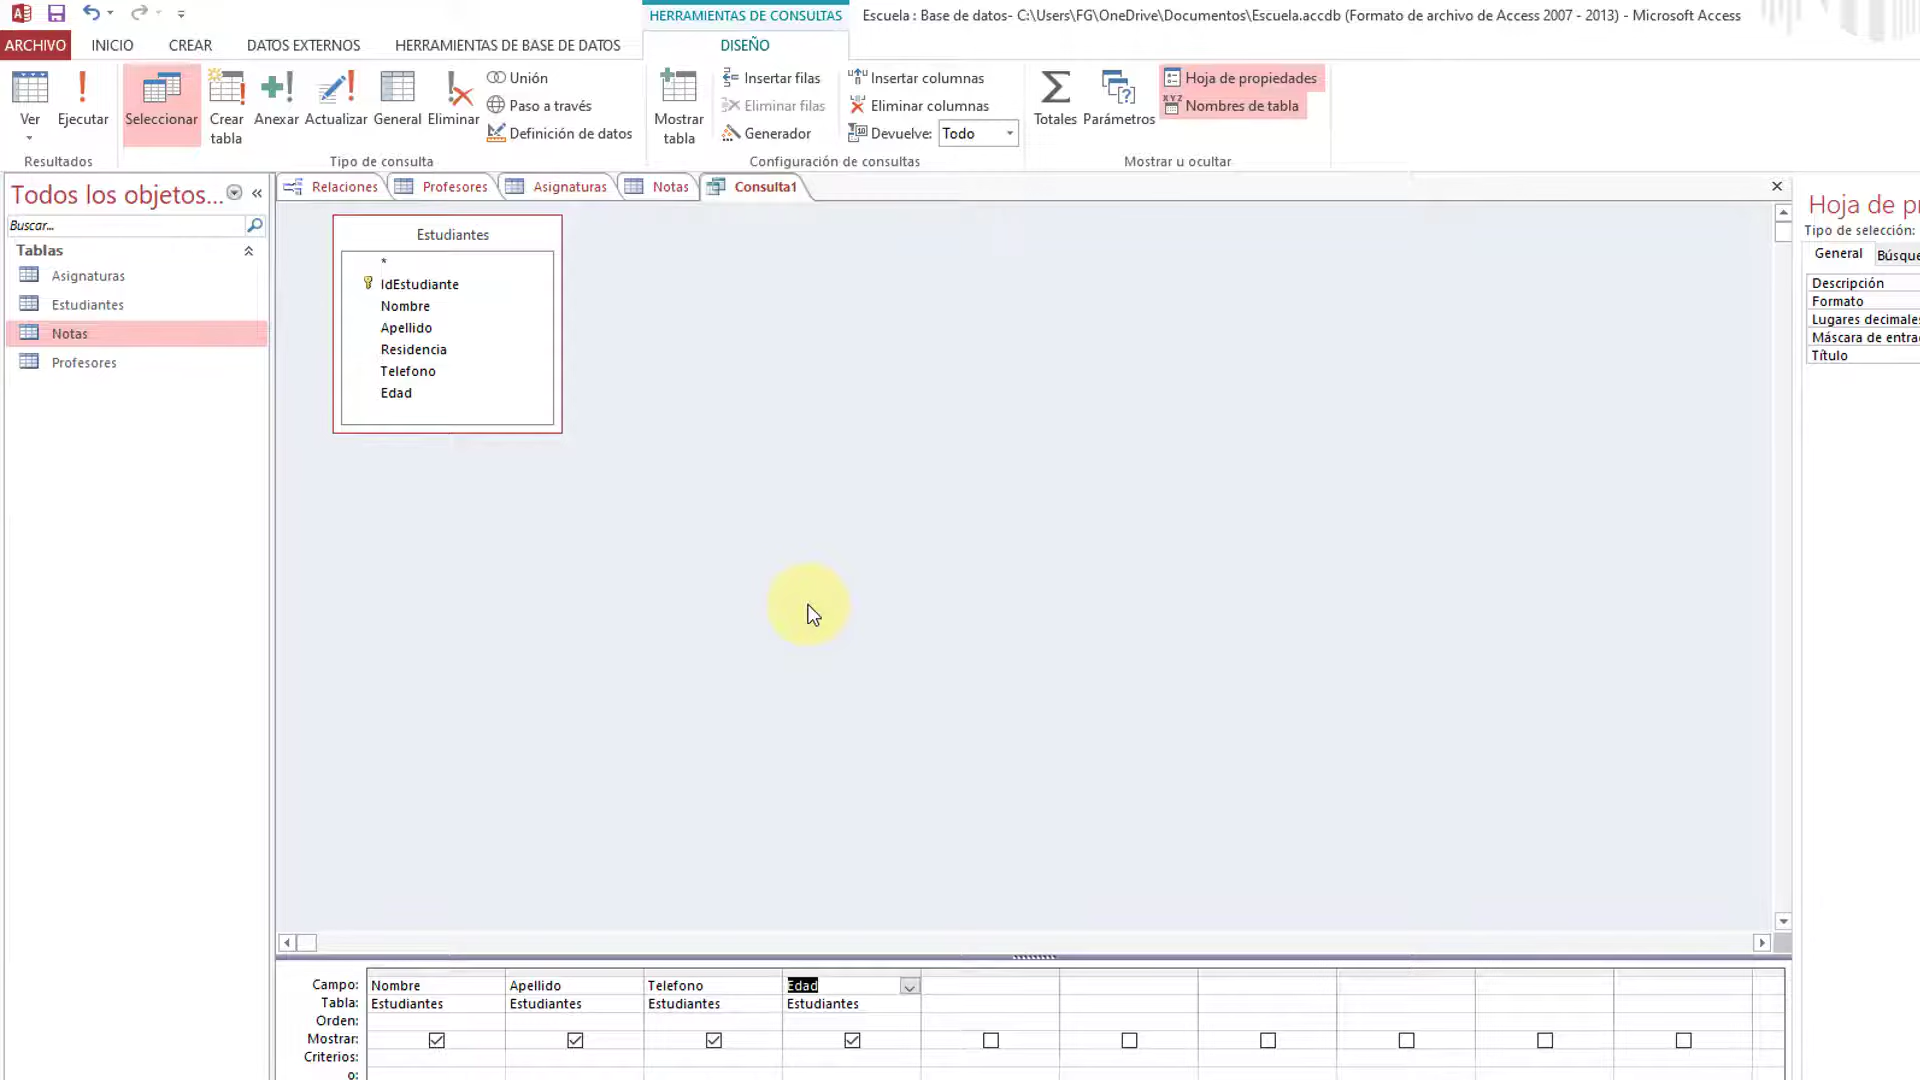 HERRAMIENTAS DE CONSULTAS
Escuela : Base de datos- C:\Users\FG\OneDrive\Documentos\Escuela.accdb (Formato de archivo de Access 2007 - 2013) - Microsoft Access
ARCHIVO INICIO CREAR DATOS EXTERNOS HERRAMIENTAS DE BASE DE DATOS DISEÑO
Ver
Ejecutar
Resultados
Seleccionar
Crear tabla
Anexar
Actualizar
General
Eliminar
Unión
Paso a través
Definición de datos
Tipo de consulta
Mostrar tabla
Insertar filas
Eliminar filas
Generador
Insertar columnas
Eliminar columnas
Devuelve: Todo
Configuración de consultas
Totales
Parámetros
Hoja de propiedades
Nombres de tabla
Mostrar u ocultar
Todos los objetos...
Buscar...
Tablas
Asignaturas
Estudiantes
Notas
Profesores
Relaciones Profesores Asignaturas Notas Consulta1
Estudiantes
*
IdEstudiante
Nombre
Apellido
Residencia
Telefono
Edad
Hoja de pr
Tipo de selección:
General Búsque
Descripción
Formato
Lugares decimales
Máscara de entra
Título
Campo: Nombre Apellido Telefono Edad
Tabla: Estudiantes Estudiantes Estudiantes Estudiantes
Orden:
Mostrar:
Criterios:
o: